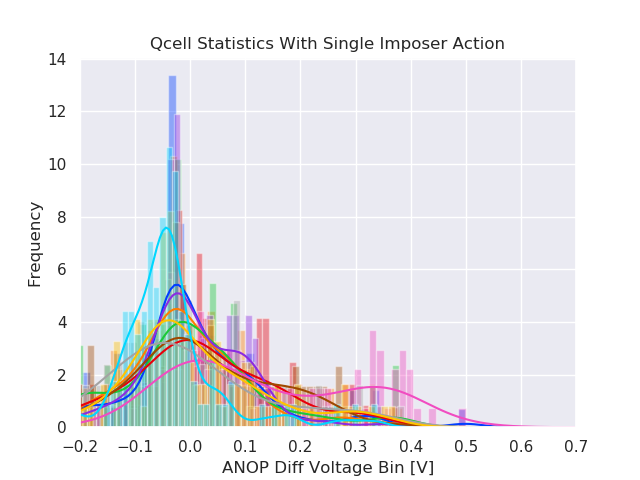 Qcell Statistics With Single Imposer Action
14
12
10
8
6
4
2
0
Frequency
−0.2 −0.1 0.0 0.1 0.2 0.3 0.4 0.5 0.6 0.7
ANOP Diff Voltage Bin [V]